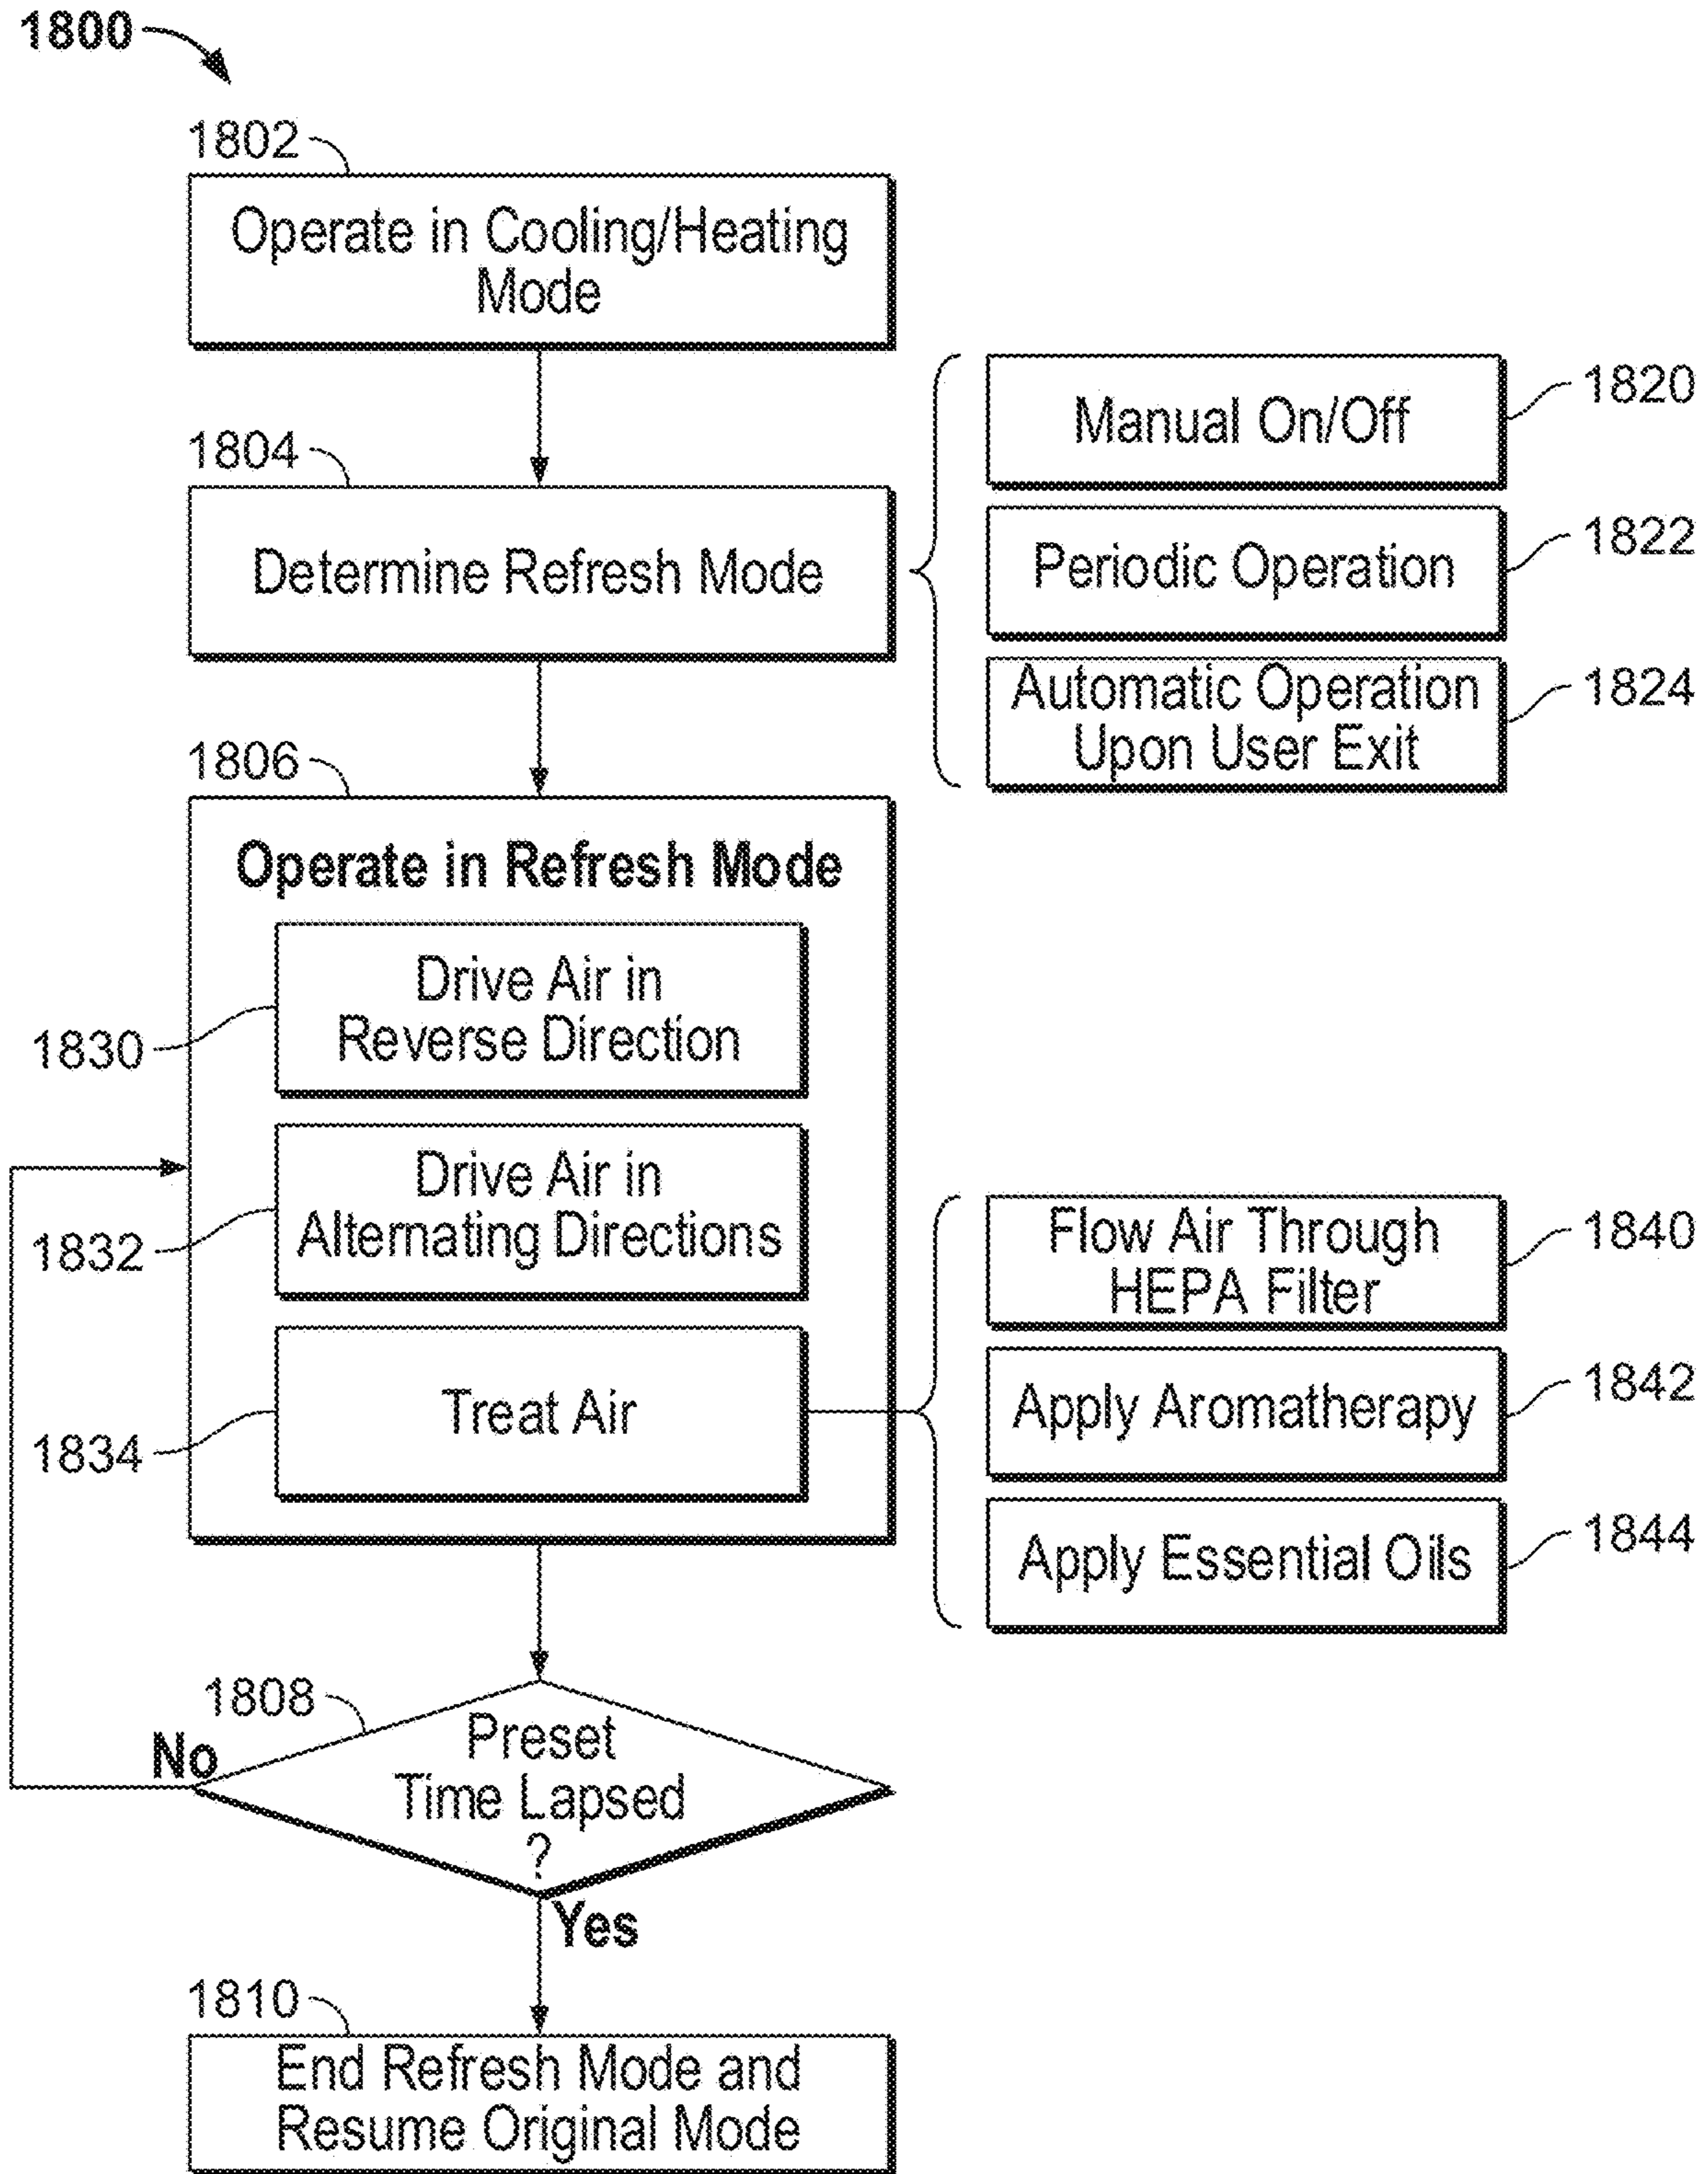 1800
1802
Operate in Cooling/Heating
Mode
1804
Determine Refresh Mode
Manual On/Off
1820
Periodic Operation
1822
Automatic Operation
Upon User Exit
1824
1806
Operate in Refresh Mode
Drive Air in
Reverse Direction
1830
Drive Air in
Alternating Directions
1832
Treat Air
1834
Flow Air Through
HEPA Filter
1840
Apply Aromatherapy
1842
Apply Essential Oils
1844
1808
Preset
Time Lapsed
?
No
Yes
1810
End Refresh Mode and
Resume Original Mode